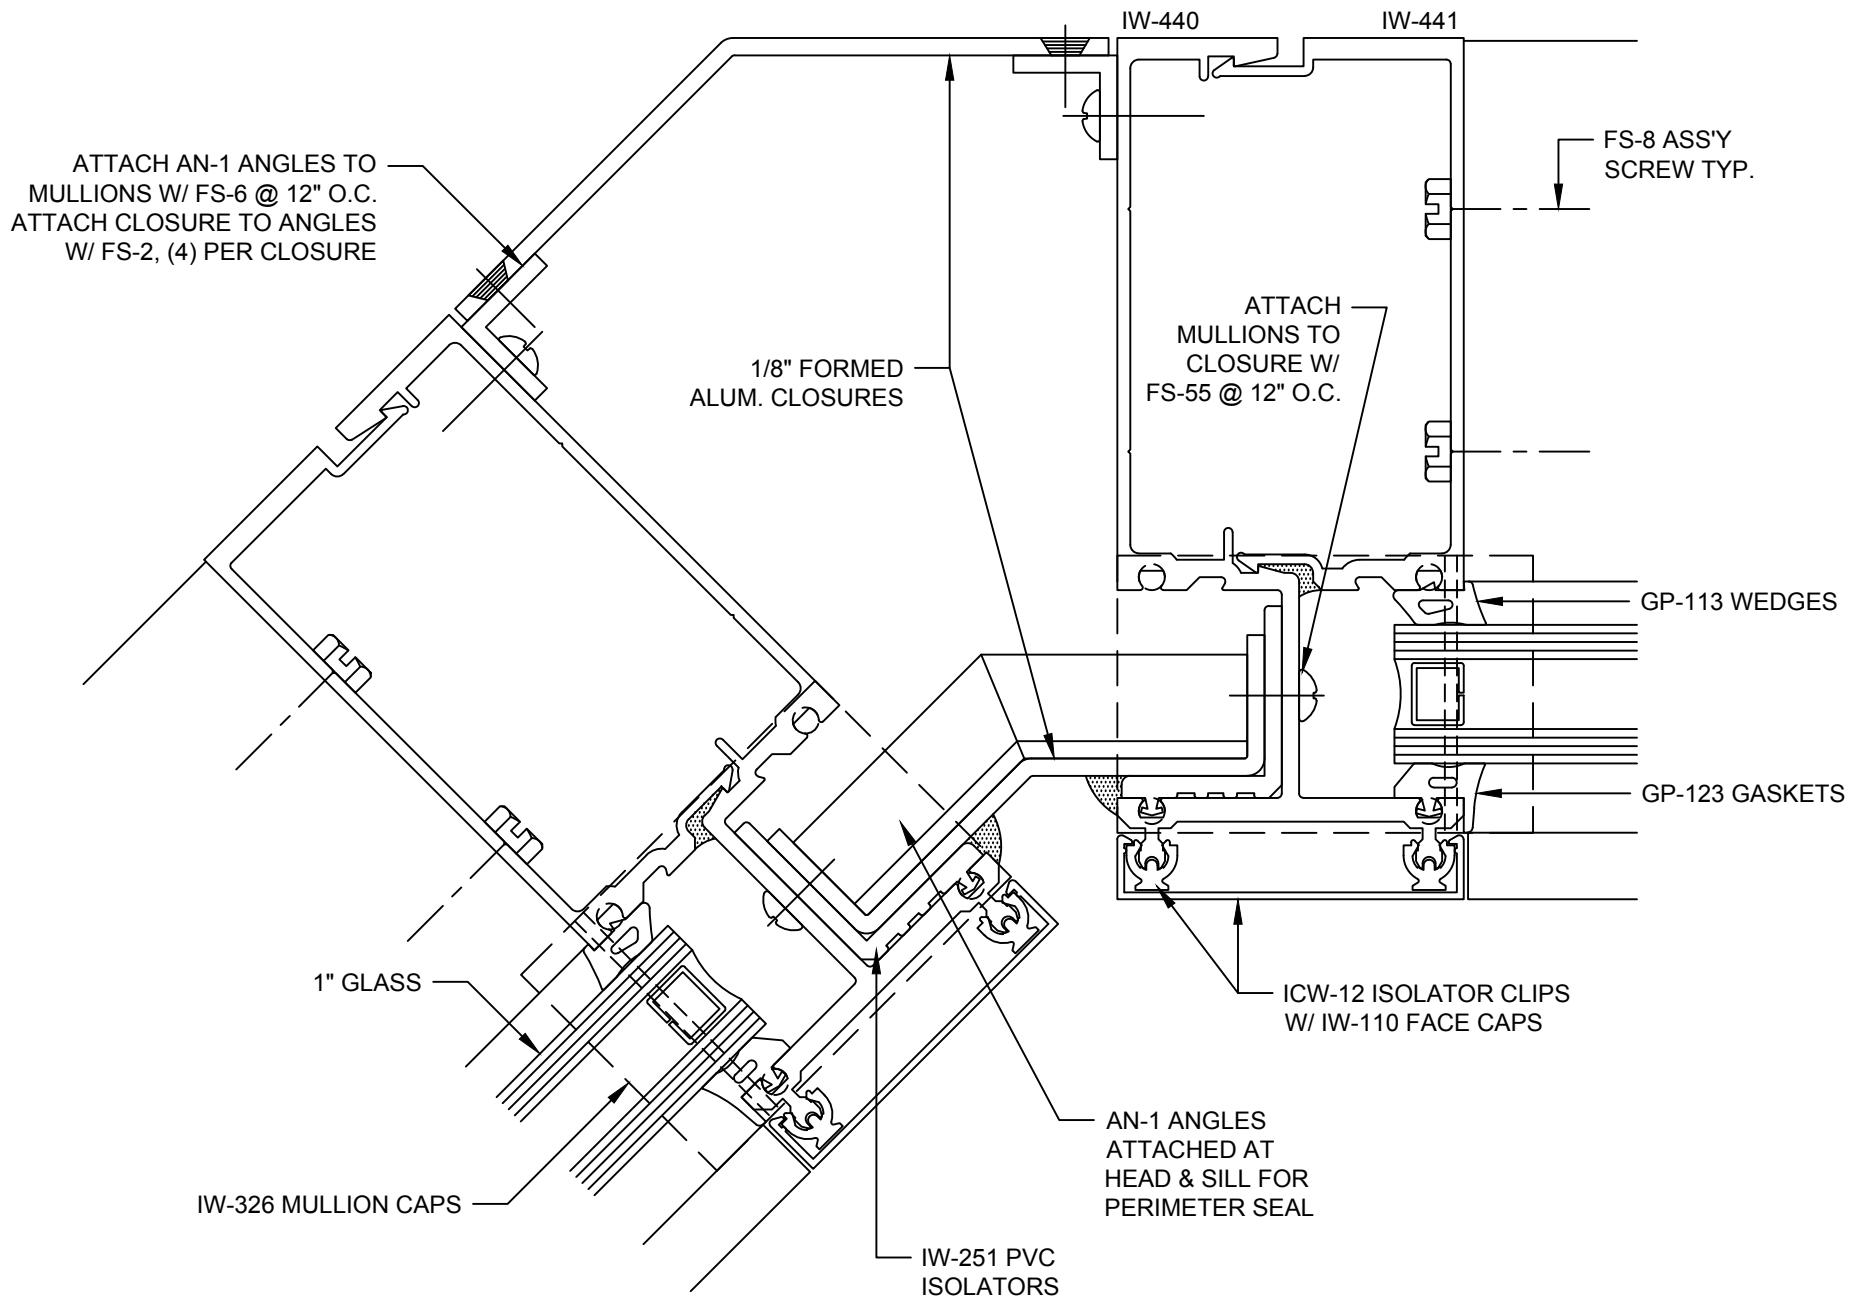 IW-440
IW-441
ATTACH AN-1 ANGLES TO
MULLIONS W/ FS-6 @ 12" O.C.
ATTACH CLOSURE TO ANGLES
W/ FS-2, (4) PER CLOSURE
FS-8 ASS'Y
SCREW TYP.
ATTACH
MULLIONS TO
CLOSURE W/
FS-55 @ 12" O.C.
1/8" FORMED
ALUM. CLOSURES
GP-113 WEDGES
GP-123 GASKETS
1" GLASS
ICW-12 ISOLATOR CLIPS
W/ IW-110 FACE CAPS
AN-1 ANGLES
ATTACHED AT
HEAD & SILL FOR
PERIMETER SEAL
IW-326 MULLION CAPS
IW-251 PVC
ISOLATORS